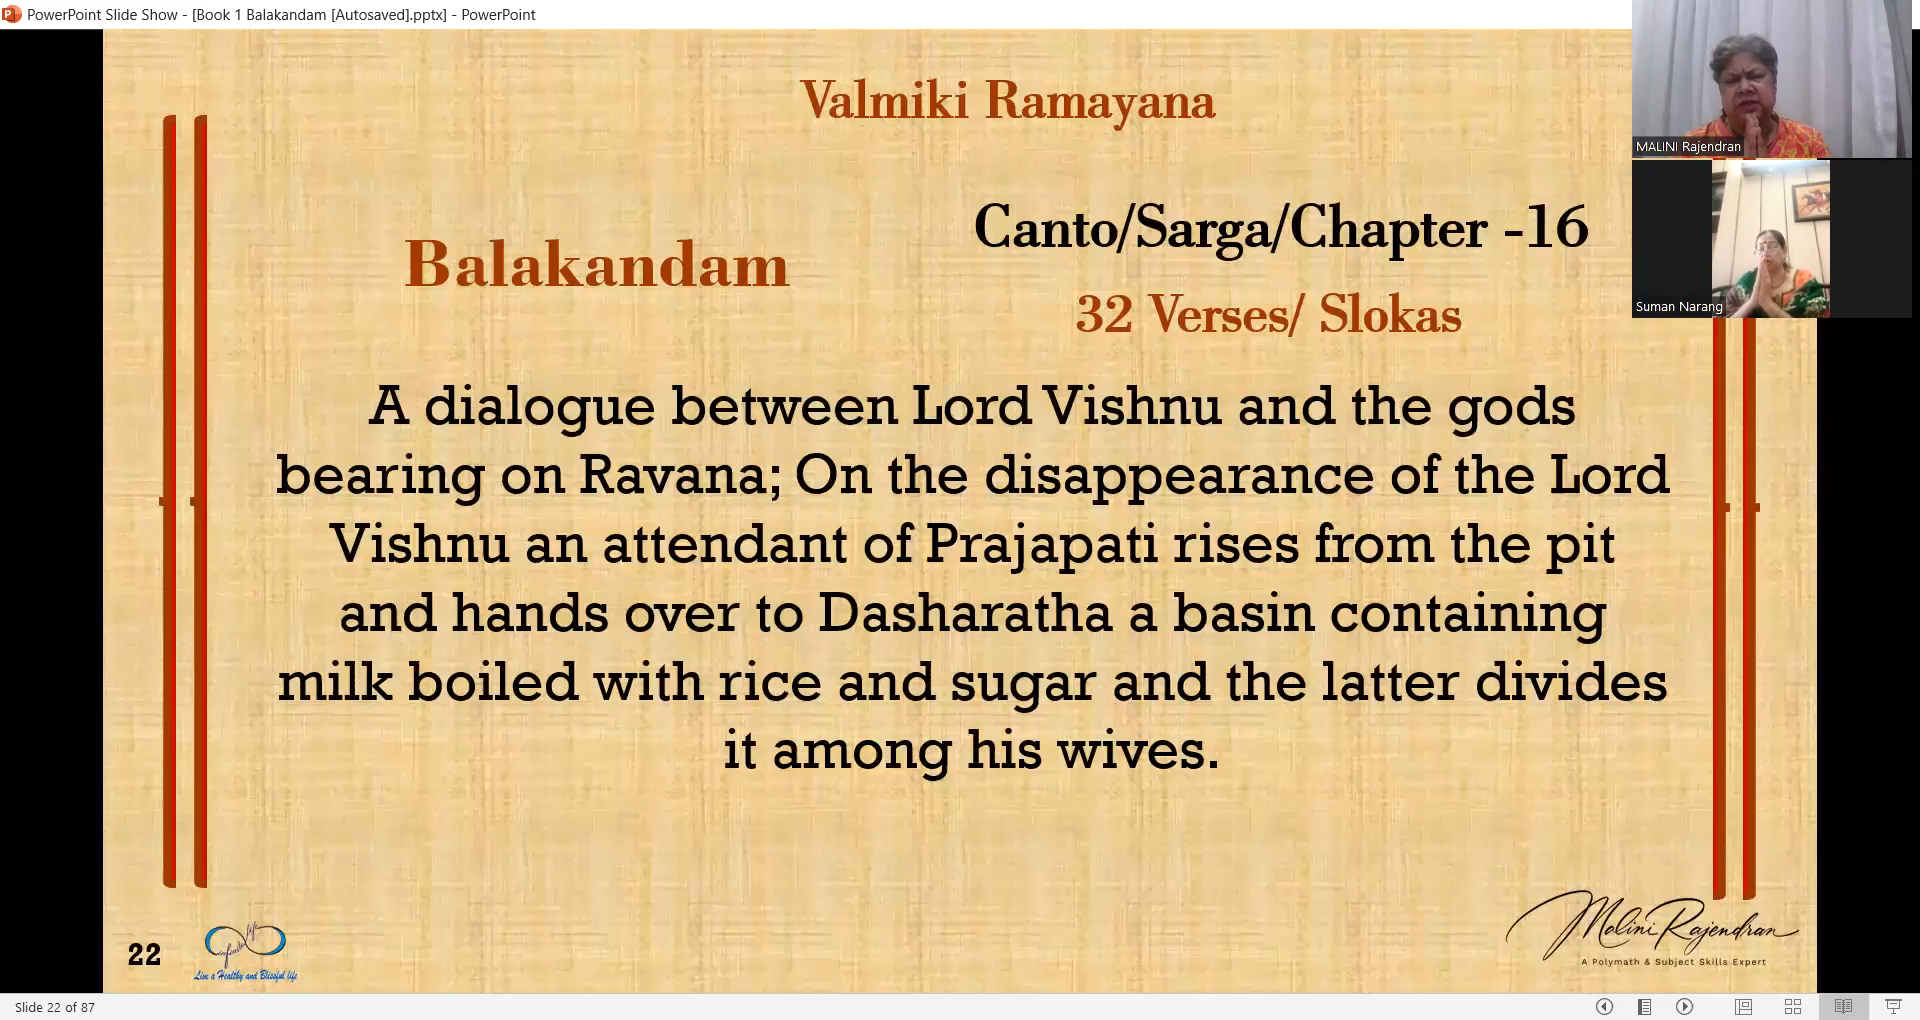 PowerPoint Slide Show - [Book 1 Balakandam [Autosaved].pptx] - PowerPoint
MALINI Rajendran
Suman Narang
Valmiki Ramayana
Canto/Sarga/Chapter -16
Balakandam
32 Verses/ Slokas
A dialogue between Lord Vishnu and the gods
bearing on Ravana; On the disappearance of the Lord
Vishnu an attendant of Prajapati rises from the pit
and hands over to Dasharatha a basin containing
milk boiled with rice and sugar and the latter divides
it among his wives.
22
Live a Healthy and Blissful life
Malini Rajendran
A Polymath & Subject Skills Expert
Slide 22 of 87